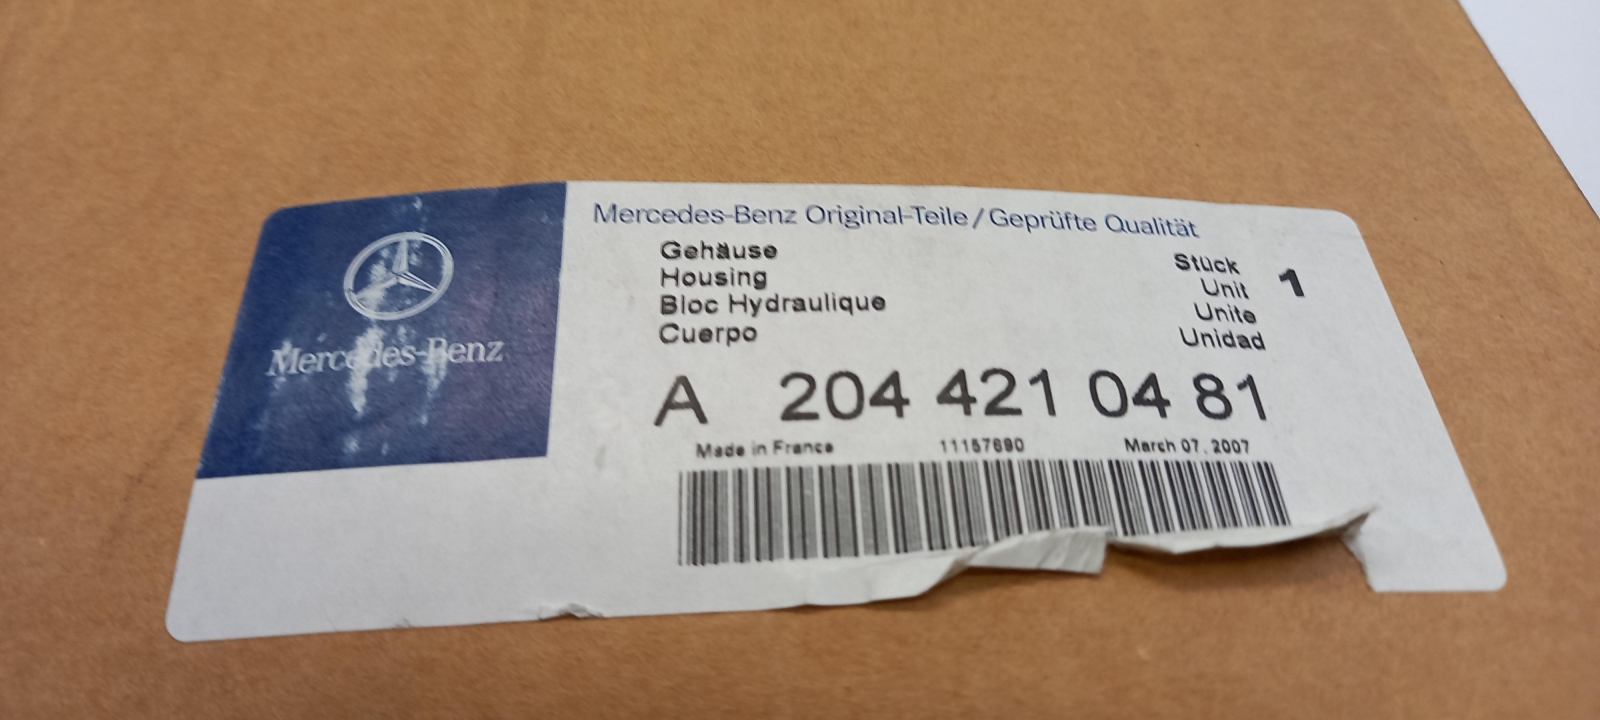 Mercedes-Benz
Mercedes-Benz Original-Teile / Geprüfte Qualität
Gehäuse
Housing
Bloc Hydraulique
Cuerpo
Stück
Unit
Unite
Unidad
1
A 204 421 04 81
Made in France 11157690 March 07, 2007